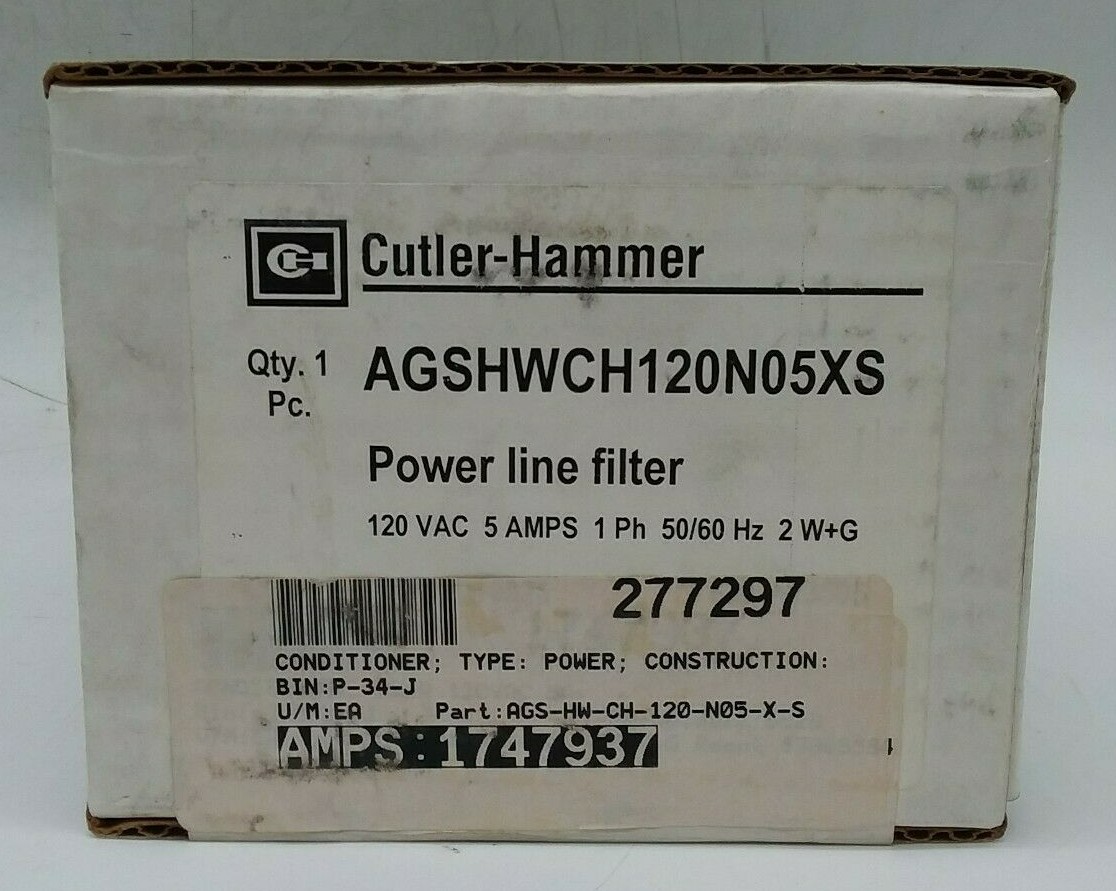 CH Cutler-Hammer
Qty. 1 Pc.
AGSHWCH120N05XS
Power line filter
120 VAC 5 AMPS 1 Ph 50/60 Hz 2 W+G
277297
CONDITIONER; TYPE: POWER; CONSTRUCTION:
BIN:P-34-J
U/M:EA Part:AGS-HW-CH-120-N05-X-S
AMPS:1747937